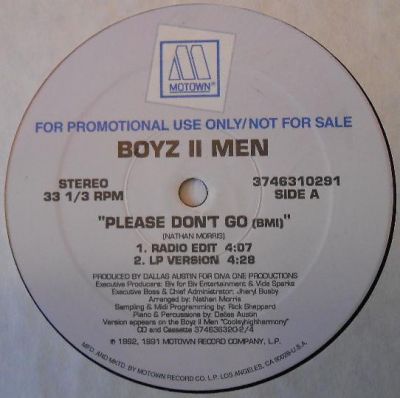 MOTOWN®
FOR PROMOTIONAL USE ONLY/NOT FOR SALE
BOYZ II MEN
STEREO
33 1/3 RPM
3746310291
SIDE A
"PLEASE DON'T GO (BMI)"
(NATHAN MORRIS)
1. RADIO EDIT 4:07
2. LP VERSION 4:28
PRODUCED BY DALLAS AUSTIN FOR DIVA ONE PRODUCTIONS
Executive Producers: Biv for Biv Entertainment & Vida Sparks
Executive Boss & Chief Administrator: Jheryl Busby
Arranged by: Nathan Morris
Sampling & Midi Programming by: Rick Sheppard
Piano & Percussions by: Dallas Austin
Version appears on the Boyz II Men "Cooleyhighharmony"
CD and Cassette 374636320-2/4
℗ 1992, 1991 MOTOWN RECORD COMPANY, L.P.
MFD. AND MKTD. BY MOTOWN RECORD CO. L.P. LOS ANGELES, CA 90028-U.S.A.